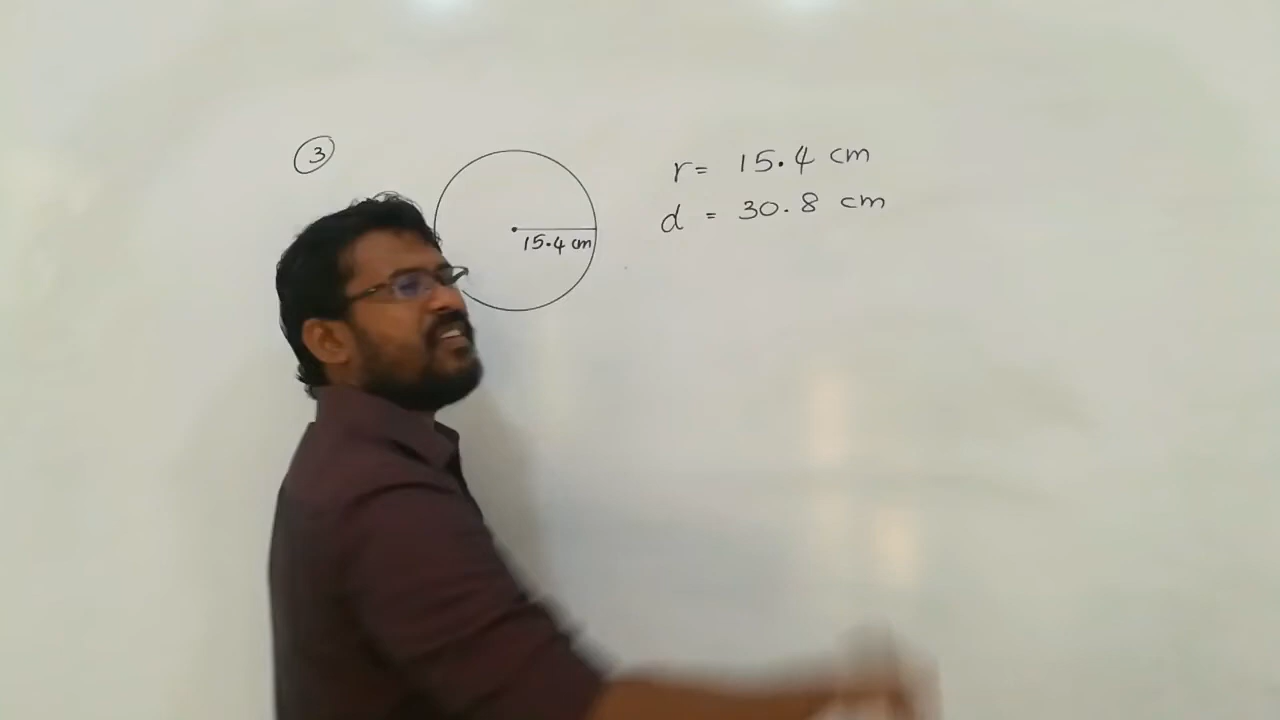 3
15.4 cm
r = 15.4 cm
d = 30.8 cm